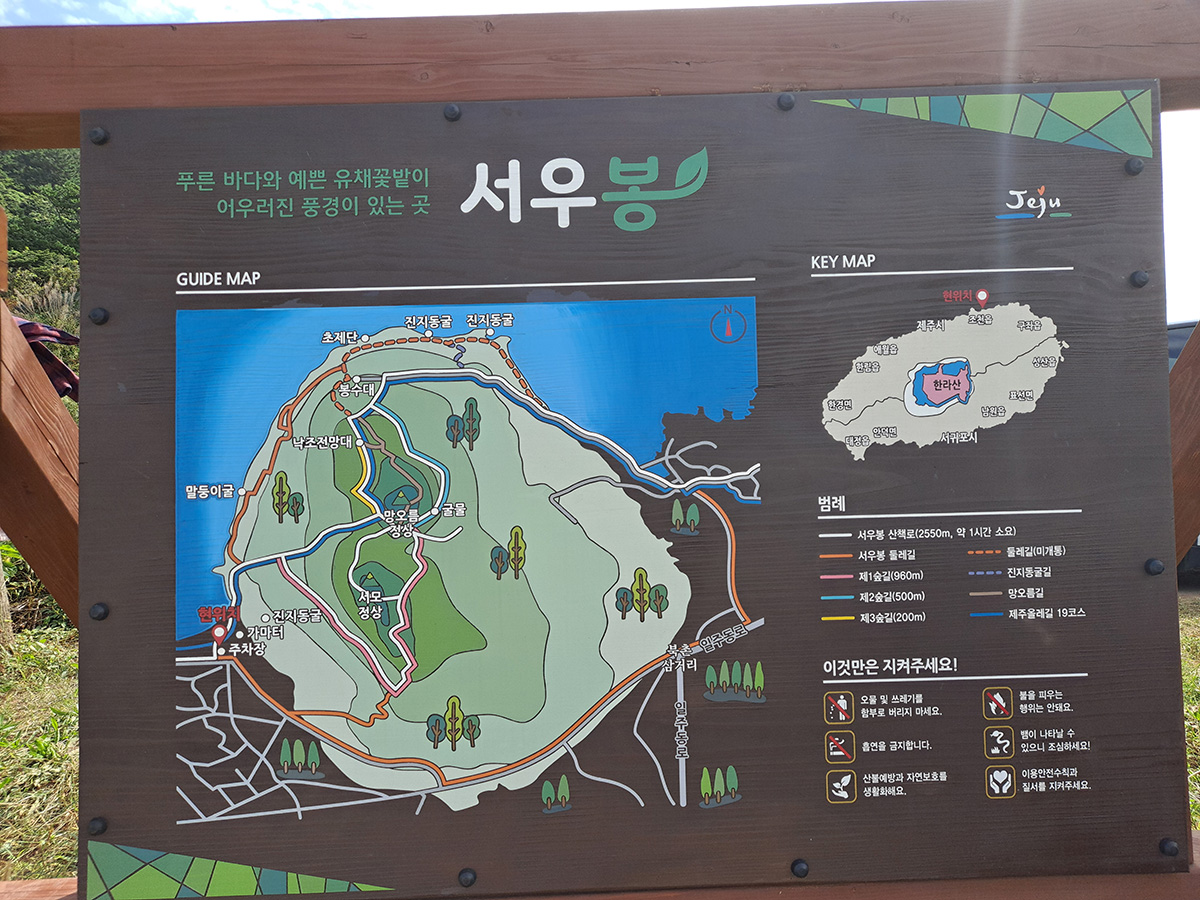 푸른 바다와 예쁜 유채꽃밭이
어우러진 풍경이 있는 곳
서우봉
Jeju
GUIDE MAP
N
진지동굴
진지동굴
초제단
봉수대
낙조전망대
말등이굴
망오름
정상
굴물
서모
정상
현위치
진지동굴
가마터
주차장
북촌
삼거리
일주동로
일주동로
KEY MAP
현위치
제주시
조천읍
구좌읍
애월읍
한림읍
성산읍
한라산
한경면
표선면
남원읍
대정읍
안덕면
서귀포시
범례
서우봉 산책로(2550m, 약 1시간 소요)
서우봉 둘레길
둘레길(미개통)
제1숲길(960m)
진지동굴길
제2숲길(500m)
망오름길
제3숲길(200m)
제주올레길 19코스
이것만은 지켜주세요!
오물 및 쓰레기를
함부로 버리지 마세요.
불을 피우는
행위는 안돼요.
흡연을 금지합니다.
뱀이 나타날 수
있으니 조심하세요!
산불예방과 자연보호를
생활화해요.
이용안전수칙과
질서를 지켜주세요.